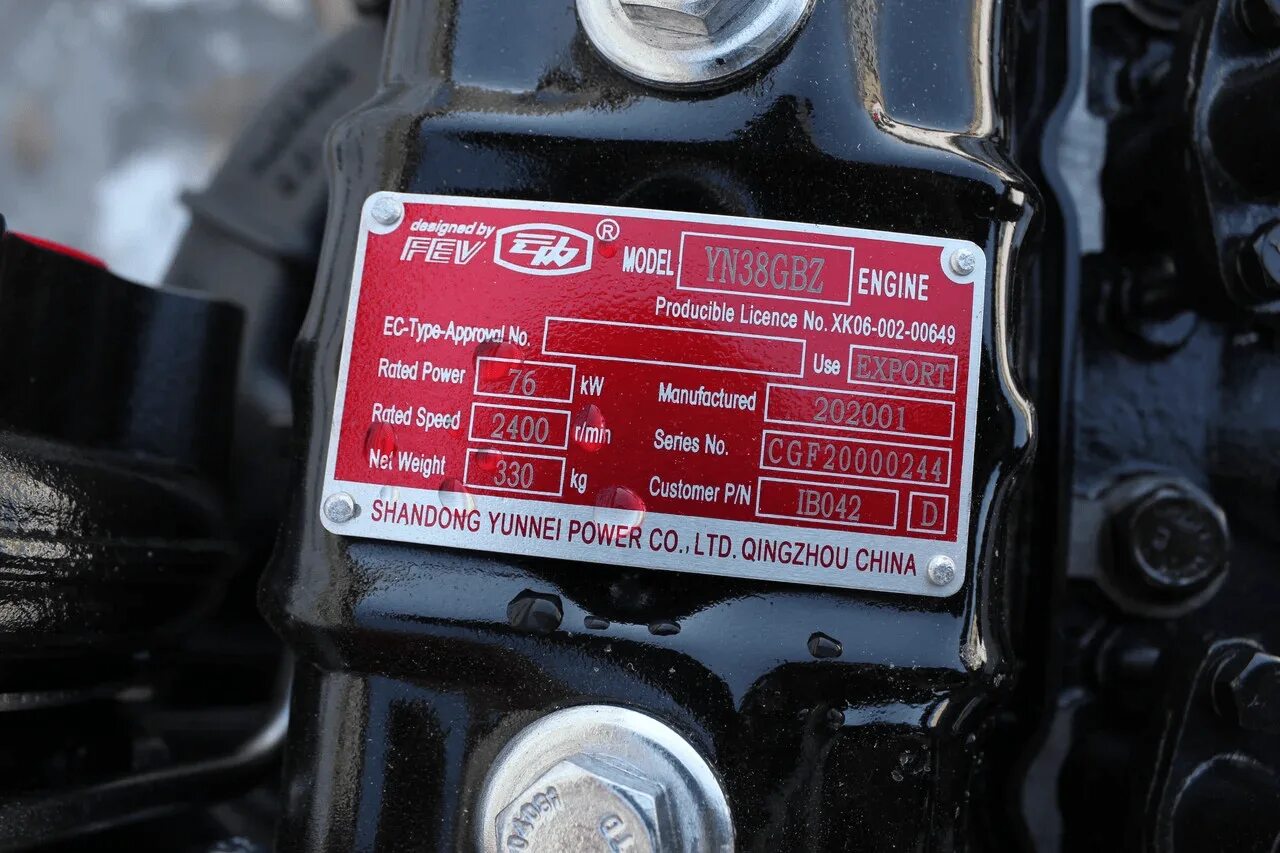 designed by
FEV
®
MODEL YN38GBZ ENGINE
Producible Licence No. XK06-002-00649
EC-Type-Approval No. Use EXPORT
Rated Power 76 kW Manufactured 202001
Rated Speed 2400 r/min Series No. CGF20000244
Net Weight 330 kg Customer P/N IB042 D
SHANDONG YUNNEI POWER CO., LTD. QINGZHOU CHINA